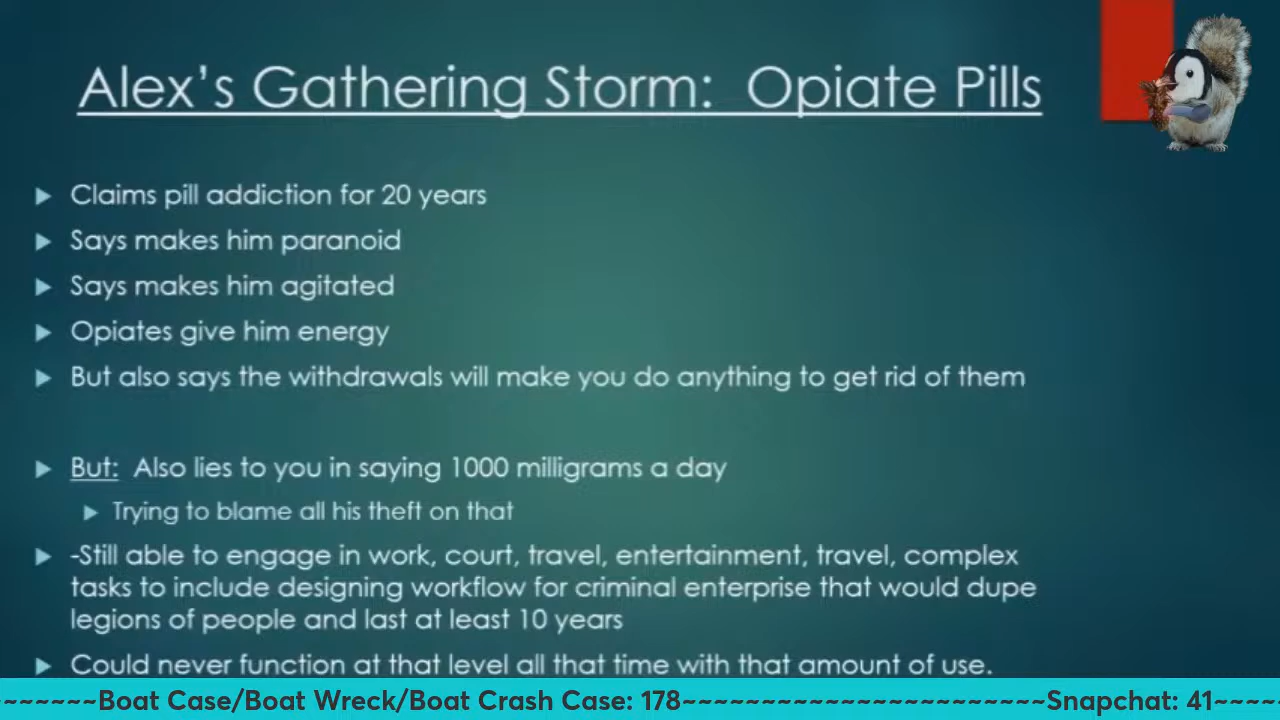 Alex’s Gathering Storm:  Opiate Pills
Claims pill addiction for 20 years
Says makes him paranoid
Says makes him agitated
Opiates give him energy
But also says the withdrawals will make you do anything to get rid of them
But:  Also lies to you in saying 1000 milligrams a day
Trying to blame all his theft on that
-Still able to engage in work, court, travel, entertainment, travel, complex
tasks to include designing workflow for criminal enterprise that would dupe
legions of people and last at least 10 years
Could never function at that level all that time with that amount of use.
~~~~~~Boat Case/Boat Wreck/Boat Crash Case: 178~~~~~~~~~~~~~~~~~~~~~~~Snapchat: 41~~~~